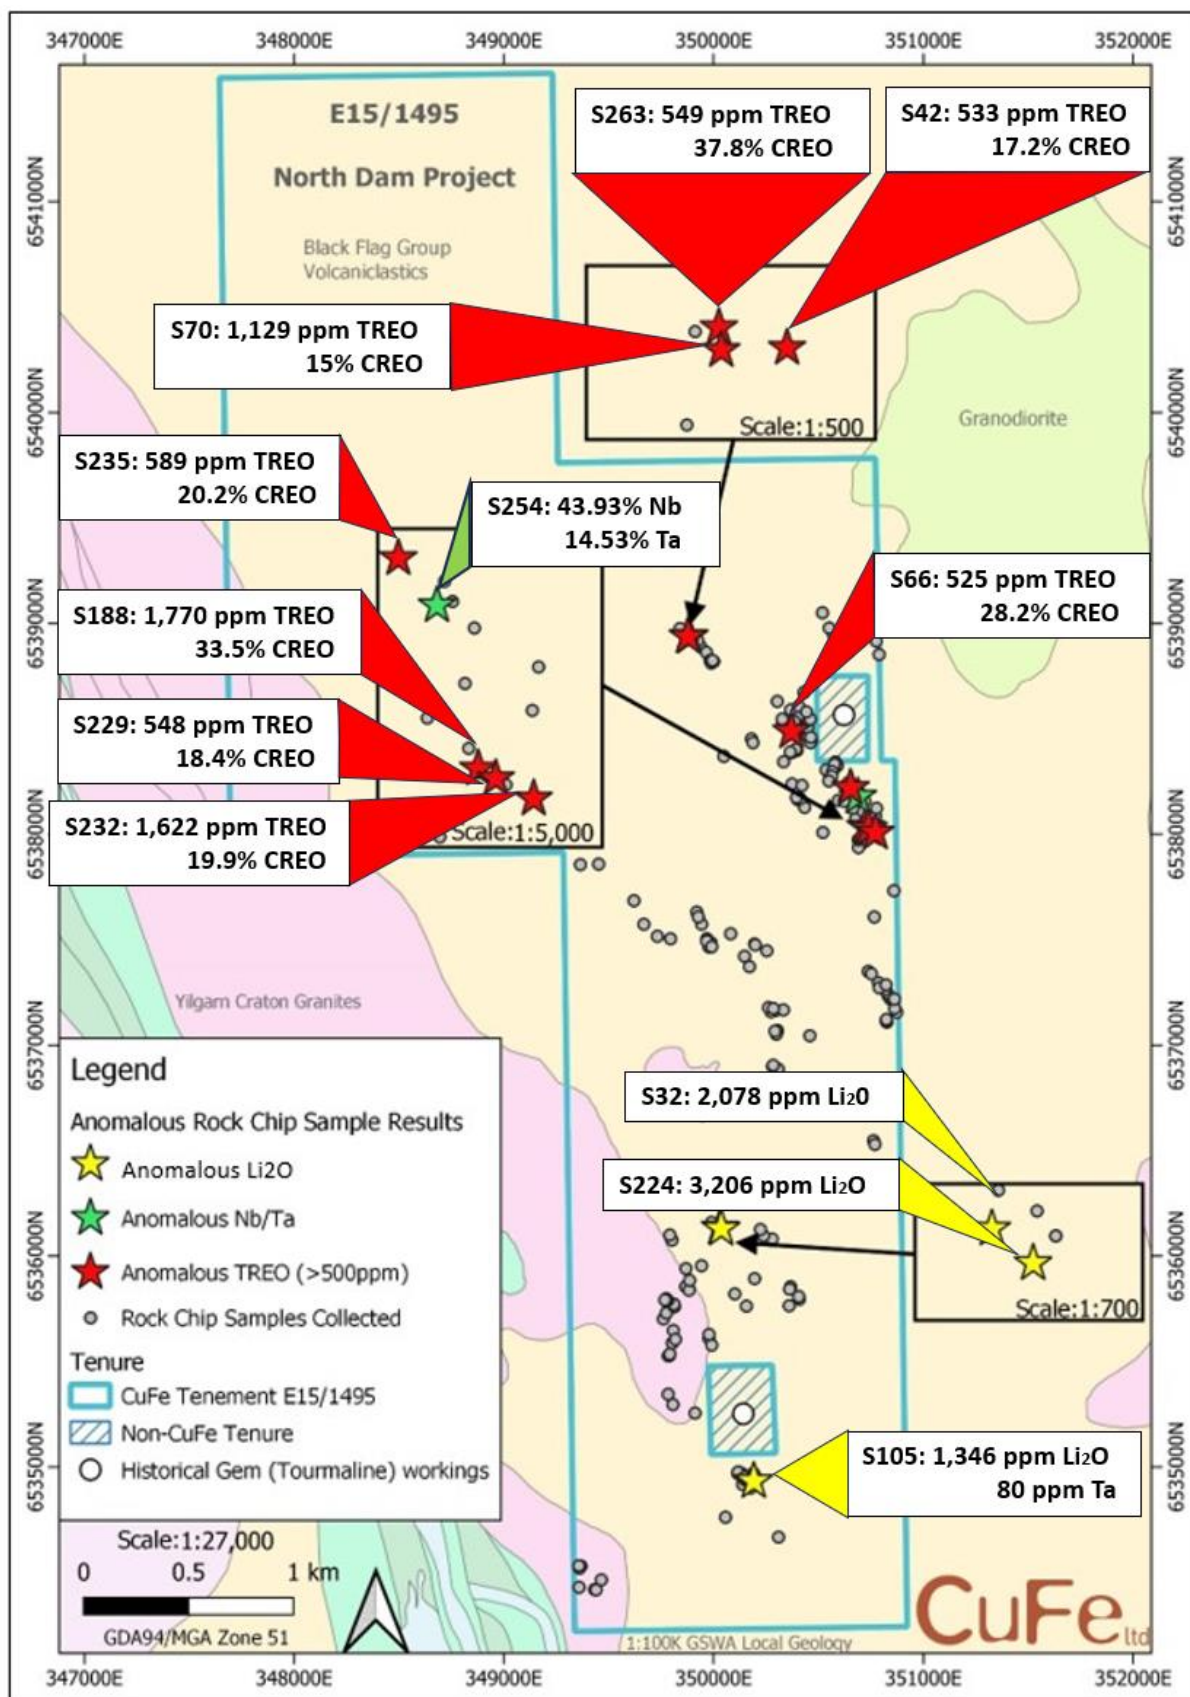 347000E 348000E 349000E 350000E 351000E 352000E
E15/1495
North Dam Project
Black Flag Group
Volcaniclastics
S263: 549 ppm TREO
37.8% CREO
S42: 533 ppm TREO
17.2% CREO
6541000N
6541000N
S70: 1,129 ppm TREO
15% CREO
Scale:1:500
Granodiorite
6540000N
6540000N
S235: 589 ppm TREO
20.2% CREO
S254: 43.93% Nb
14.53% Ta
S66: 525 ppm TREO
28.2% CREO
6539000N
6539000N
S188: 1,770 ppm TREO
33.5% CREO
S229: 548 ppm TREO
18.4% CREO
S232: 1,622 ppm TREO
19.9% CREO
Scale:1:5,000
6538000N
6538000N
Yilgarn Craton Granites
6537000N
6537000N
S32: 2,078 ppm Li₂0
S224: 3,206 ppm Li₂O
Scale:1:700
6536000N
6536000N
Legend
Anomalous Rock Chip Sample Results
Anomalous Li2O
Anomalous Nb/Ta
Anomalous TREO (>500ppm)
Rock Chip Samples Collected
Tenure
CuFe Tenement E15/1495
Non-CuFe Tenure
Historical Gem (Tourmaline) workings
S105: 1,346 ppm Li₂O
80 ppm Ta
6535000N
6535000N
Scale:1:27,000
0 0.5 1 km
GDA94/MGA Zone 51
1:100K GSWA Local Geology
CuFe ltd
347000E 348000E 349000E 350000E 351000E 352000E